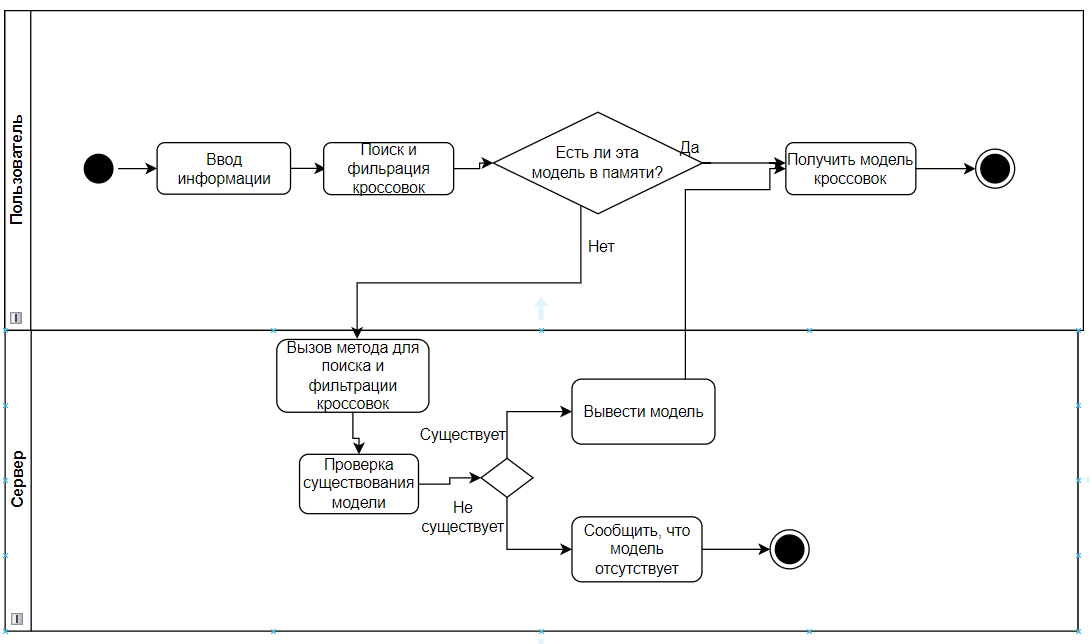 Пользователь
Ввод
информации
Поиск и
фильрация
кроссовок
Есть ли эта
модель в памяти?
Да
Получить модель
кроссовок
Нет
Сервер
Вызов метода для
поиска и
фильтрации
кроссовок
Проверка
существования
модели
Существует
Вывести модель
Не
существует
Сообщить, что
модель
отсутствует